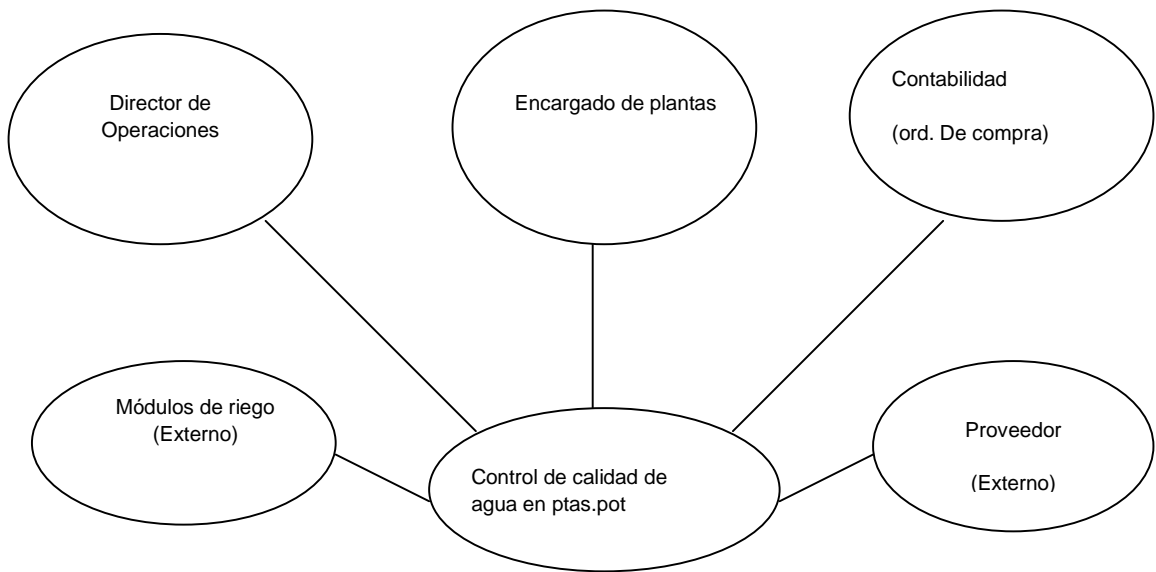 Director de
Operaciones
Encargado de plantas
Contabilidad
(ord. De compra)
Módulos de riego
(Externo)
Control de calidad de
agua en ptas.pot
Proveedor
(Externo)